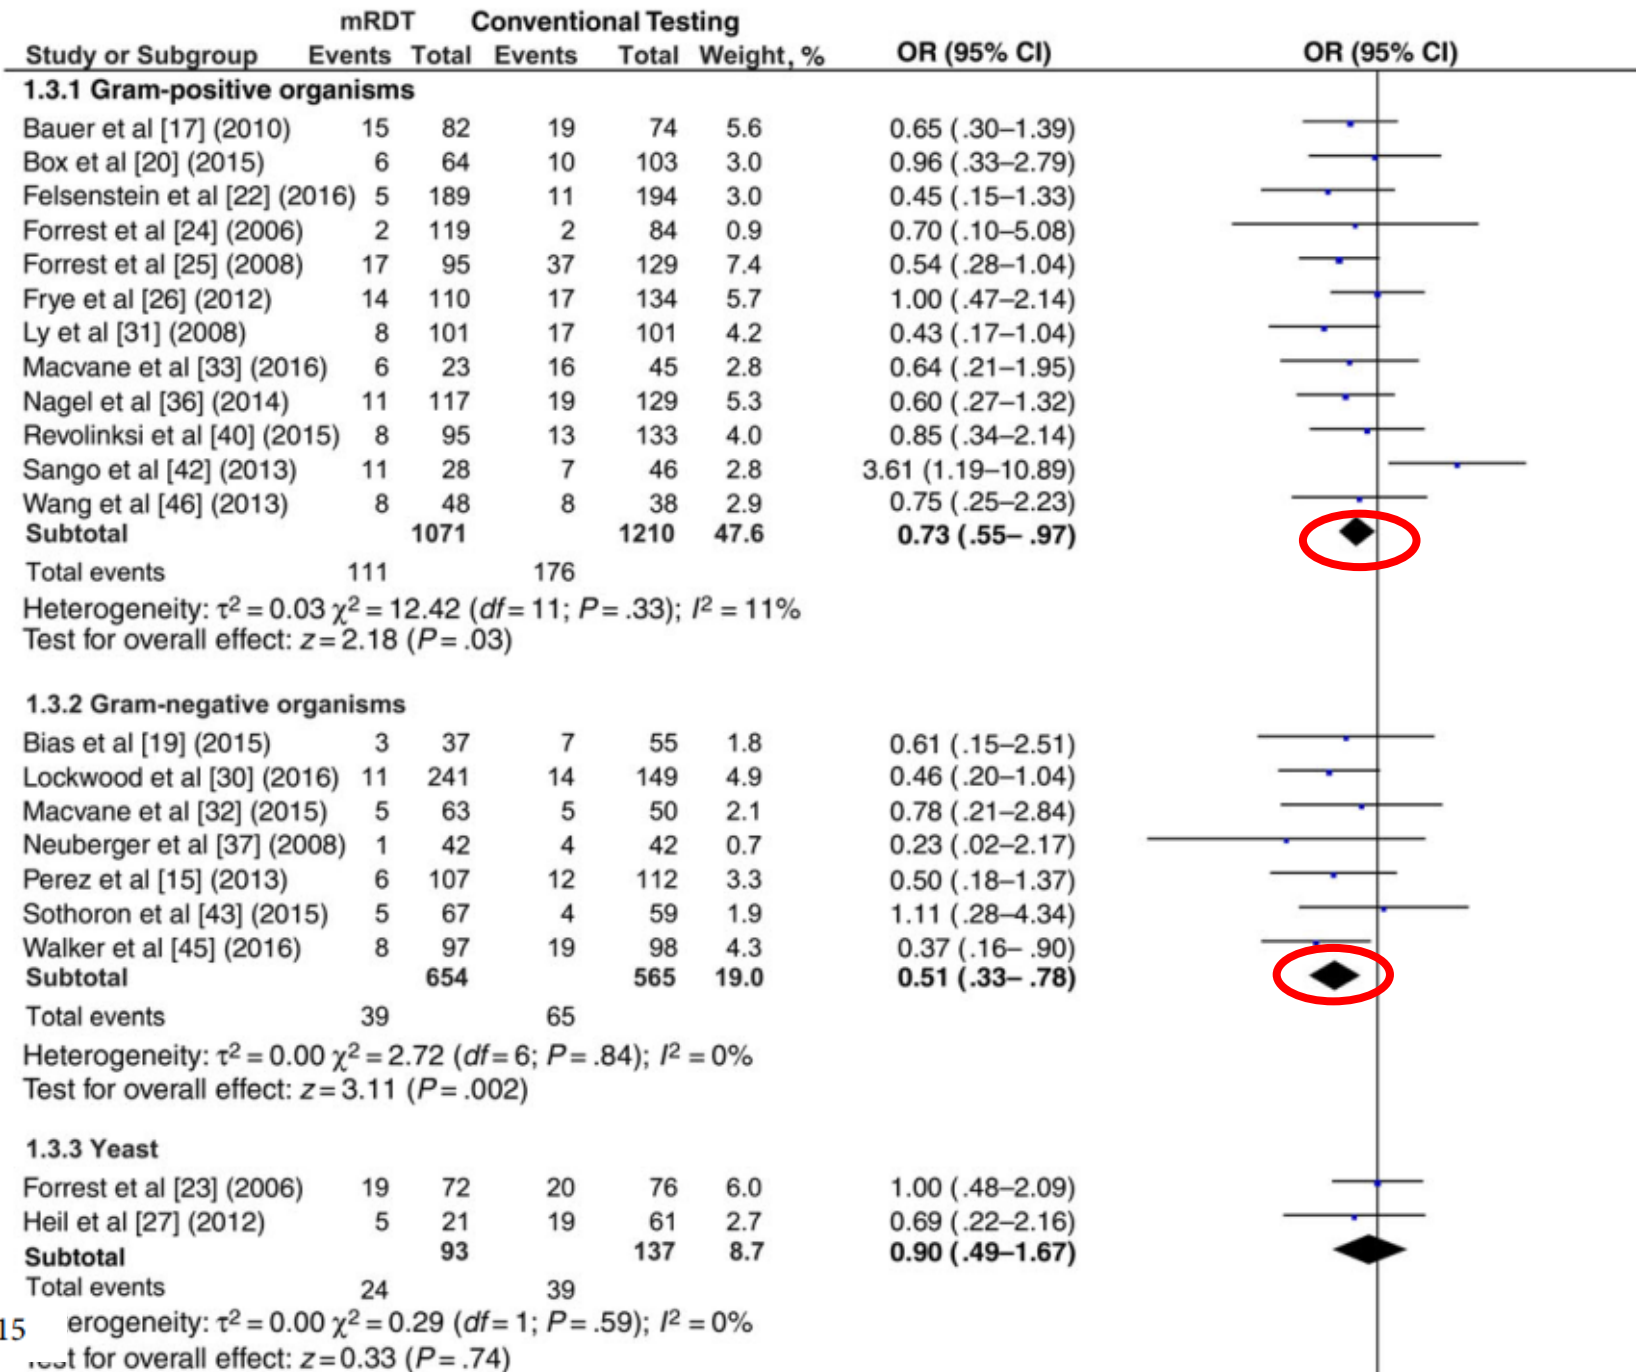 mRDT Conventional Testing
Study or Subgroup Events Total Events Total Weight, % OR (95% CI) OR (95% CI)
1.3.1 Gram-positive organisms
Bauer et al [17] (2010) 15 82 19 74 5.6 0.65 (.30–1.39)
Box et al [20] (2015) 6 64 10 103 3.0 0.96 (.33–2.79)
Felsenstein et al [22] (2016) 5 189 11 194 3.0 0.45 (.15–1.33)
Forrest et al [24] (2006) 2 119 2 84 0.9 0.70 (.10–5.08)
Forrest et al [25] (2008) 17 95 37 129 7.4 0.54 (.28–1.04)
Frye et al [26] (2012) 14 110 17 134 5.7 1.00 (.47–2.14)
Ly et al [31] (2008) 8 101 17 101 4.2 0.43 (.17–1.04)
Macvane et al [33] (2016) 6 23 16 45 2.8 0.64 (.21–1.95)
Nagel et al [36] (2014) 11 117 19 129 5.3 0.60 (.27–1.32)
Revolinksi et al [40] (2015) 8 95 13 133 4.0 0.85 (.34–2.14)
Sango et al [42] (2013) 11 28 7 46 2.8 3.61 (1.19–10.89)
Wang et al [46] (2013) 8 48 8 38 2.9 0.75 (.25–2.23)
Subtotal 1071 1210 47.6 0.73 (.55– .97)
Total events 111 176
Heterogeneity: τ² = 0.03 χ² = 12.42 (df = 11; P = .33); I² = 11%
Test for overall effect: z = 2.18 (P = .03)
1.3.2 Gram-negative organisms
Bias et al [19] (2015) 3 37 7 55 1.8 0.61 (.15–2.51)
Lockwood et al [30] (2016) 11 241 14 149 4.9 0.46 (.20–1.04)
Macvane et al [32] (2015) 5 63 5 50 2.1 0.78 (.21–2.84)
Neuberger et al [37] (2008) 1 42 4 42 0.7 0.23 (.02–2.17)
Perez et al [15] (2013) 6 107 12 112 3.3 0.50 (.18–1.37)
Sothoron et al [43] (2015) 5 67 4 59 1.9 1.11 (.28–4.34)
Walker et al [45] (2016) 8 97 19 98 4.3 0.37 (.16– .90)
Subtotal 654 565 19.0 0.51 (.33– .78)
Total events 39 65
Heterogeneity: τ² = 0.00 χ² = 2.72 (df = 6; P = .84); I² = 0%
Test for overall effect: z = 3.11 (P = .002)
1.3.3 Yeast
Forrest et al [23] (2006) 19 72 20 76 6.0 1.00 (.48–2.09)
Heil et al [27] (2012) 5 21 19 61 2.7 0.69 (.22–2.16)
Subtotal 93 137 8.7 0.90 (.49–1.67)
Total events 24 39
15 erogeneity: τ² = 0.00 χ² = 0.29 (df = 1; P = .59); I² = 0%
t for overall effect: z = 0.33 (P = .74)